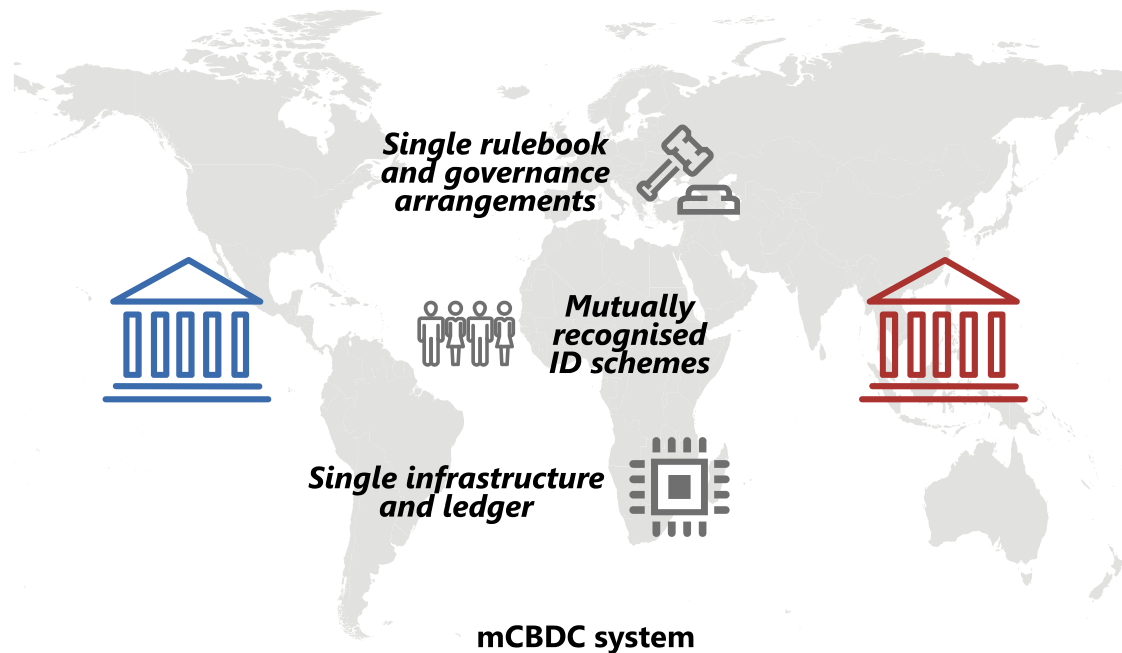 Single rulebook
and governance
arrangements
Mutually
recognised
ID schemes
Single infrastructure
and ledger
mCBDC system